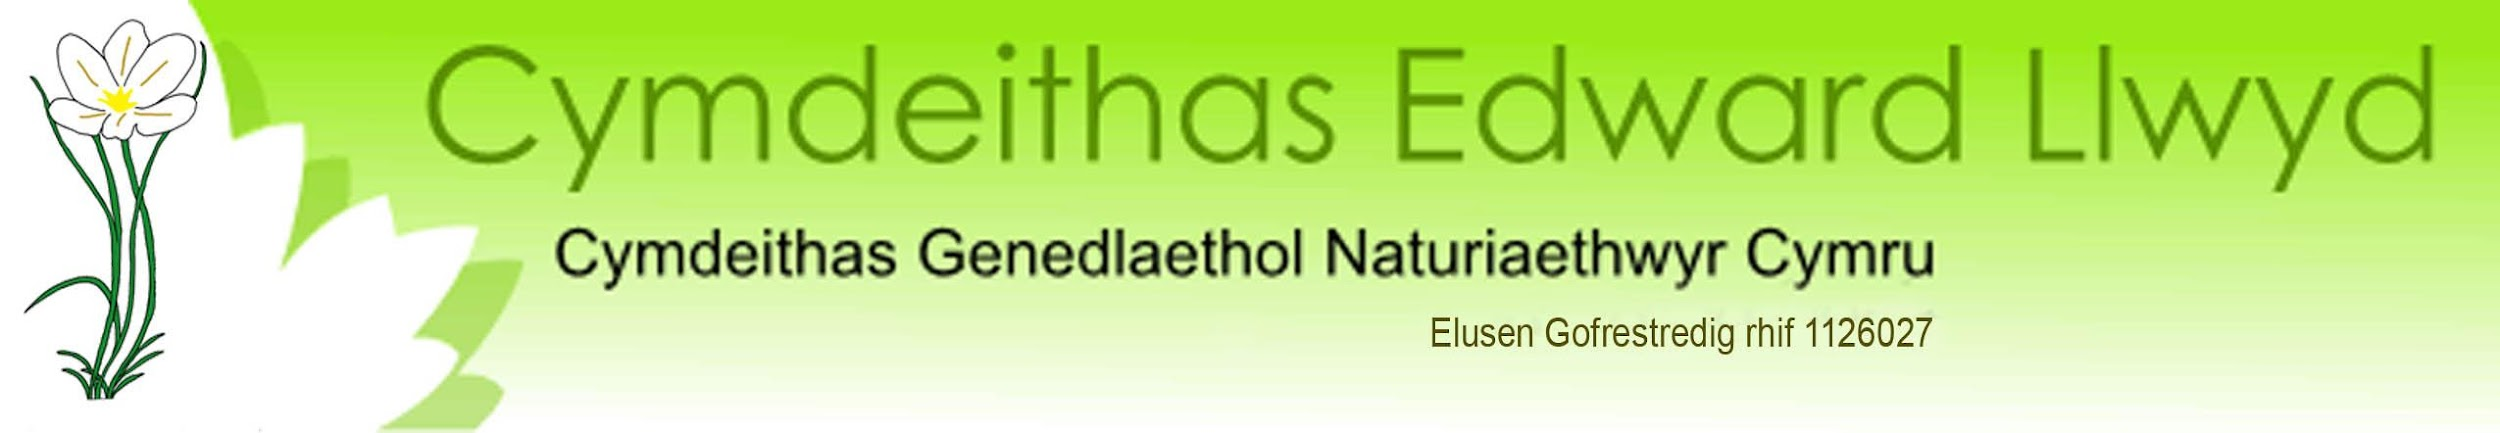 Cymdeithas Edward Llwyd
Cymdeithas Genedlaethol Naturiaethwyr Cymru
Elusen Gofrestredig rhif 1126027